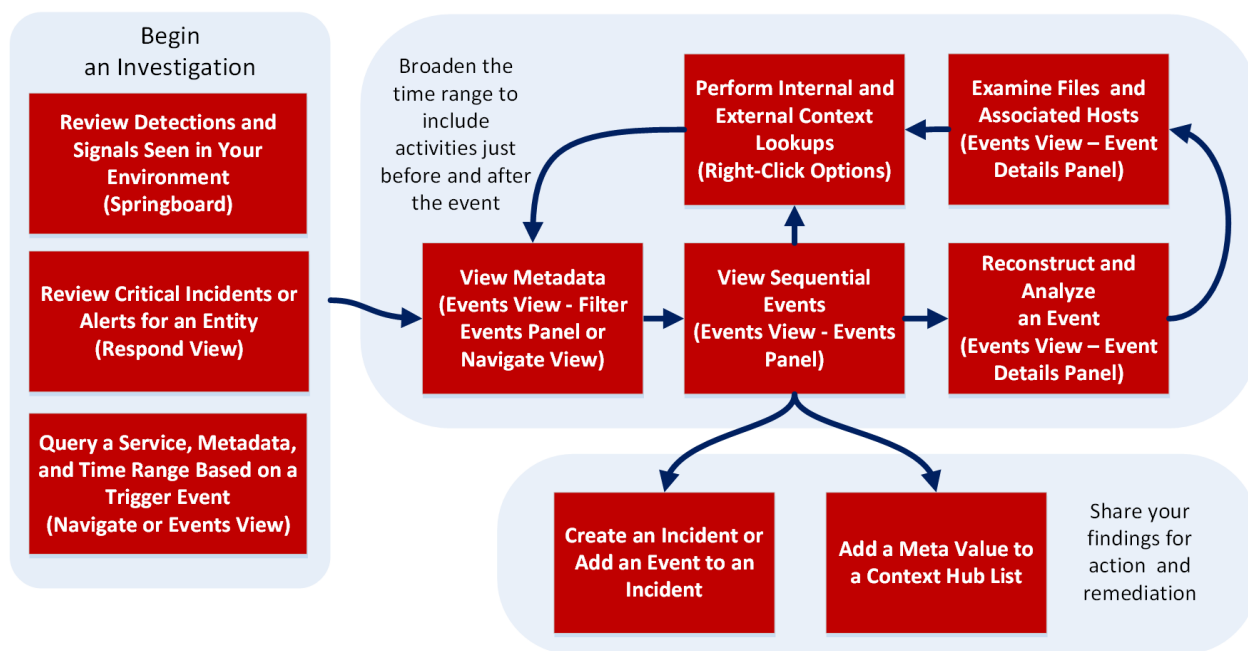 Begin
an Investigation
Review Detections and
Signals Seen in Your
Environment
(Springboard)
Review Critical Incidents or
Alerts for an Entity
(Respond View)
Query a Service, Metadata,
and Time Range Based on a
Trigger Event
(Navigate or Events View)
Broaden the
time range to
include
activities just
before and after
the event
Perform Internal and
External Context
Lookups
(Right-Click Options)
Examine Files and
Associated Hosts
(Events View – Event
Details Panel)
View Metadata
(Events View - Filter
Events Panel or
Navigate View)
View Sequential
Events
(Events View - Events
Panel)
Reconstruct and
Analyze
an Event
(Events View – Event
Details Panel)
Create an Incident or
Add an Event to an
Incident
Add a Meta Value to
a Context Hub List
Share your
findings for
action and
remediation